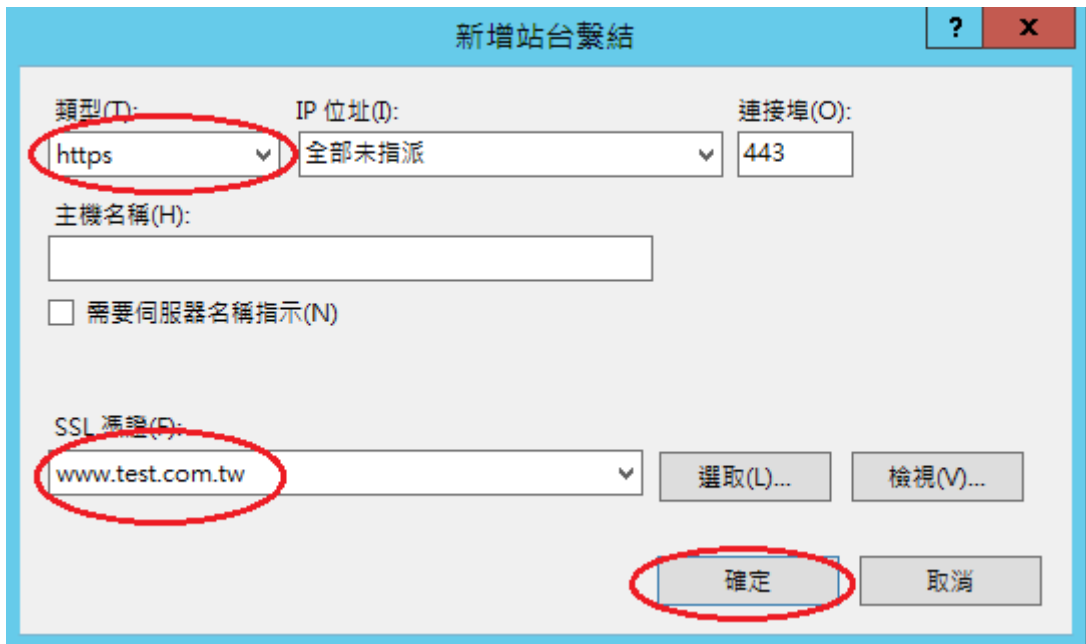 新增站台繫結
? x
類型(T): IP 位址(I): 連接埠(O):
https 全部未指派 443
主機名稱(H):
需要伺服器名稱指示(N)
SSL 憑證(F):
www.test.com.tw 選取(L)... 檢視(V)...
確定 取消